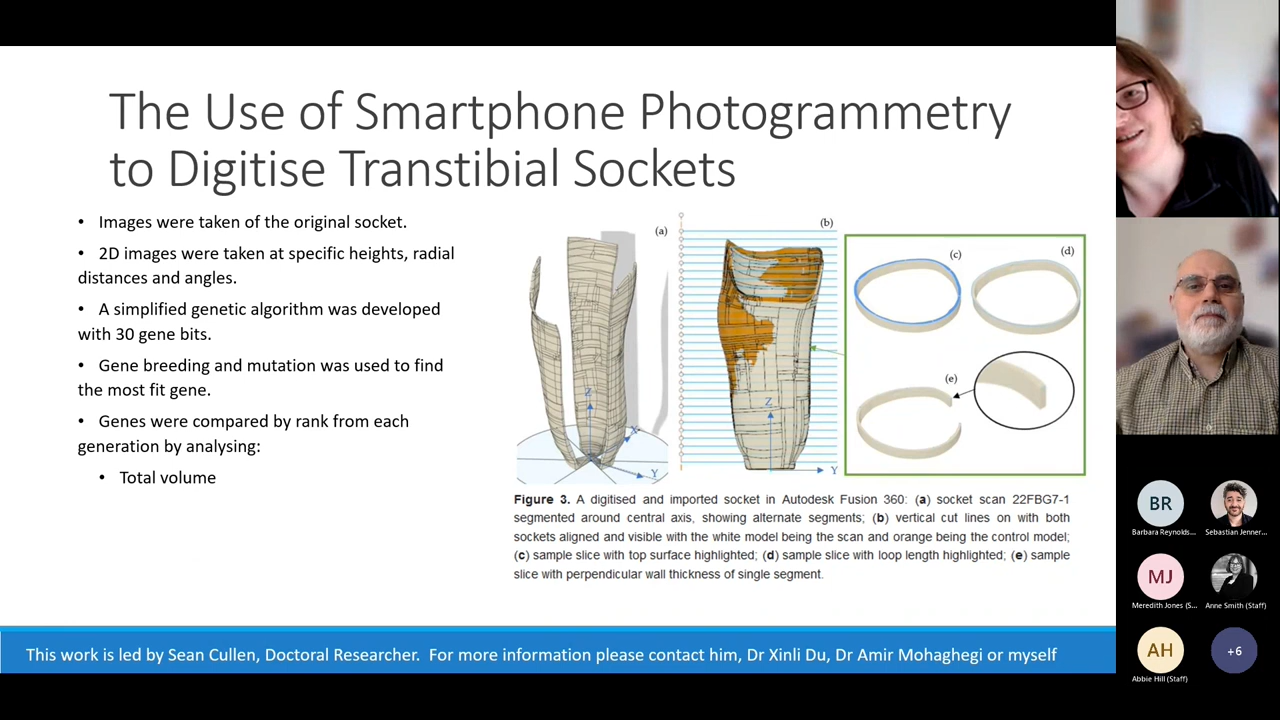 The Use of Smartphone Photogrammetry
to Digitise Transtibial Sockets
• Images were taken of the original socket.
• 2D images were taken at specific heights, radial
distances and angles.
• A simplified genetic algorithm was developed
with 30 gene bits.
• Gene breeding and mutation was used to find
the most fit gene.
• Genes were compared by rank from each
generation by analysing:
• Total volume
(a)
Z
X
Y
(b)
Z
Y
(c)
(d)
(e)
Figure 3. A digitised and imported socket in Autodesk Fusion 360: (a) socket scan 22FBG7-1
segmented around central axis, showing alternate segments; (b) vertical cut lines on with both
sockets aligned and visible with the white model being the scan and orange being the control model;
(c) sample slice with top surface highlighted; (d) sample slice with loop length highlighted; (e) sample
slice with perpendicular wall thickness of single segment.
This work is led by Sean Cullen, Doctoral Researcher. For more information please contact him, Dr Xinli Du, Dr Amir Mohaghegi or myself
BR
Barbara Reynolds...
Sebastian Jenner...
MJ
Meredith Jones (S...
Anne Smith (Staff)
AH
Abbie Hill (Staff)
+6